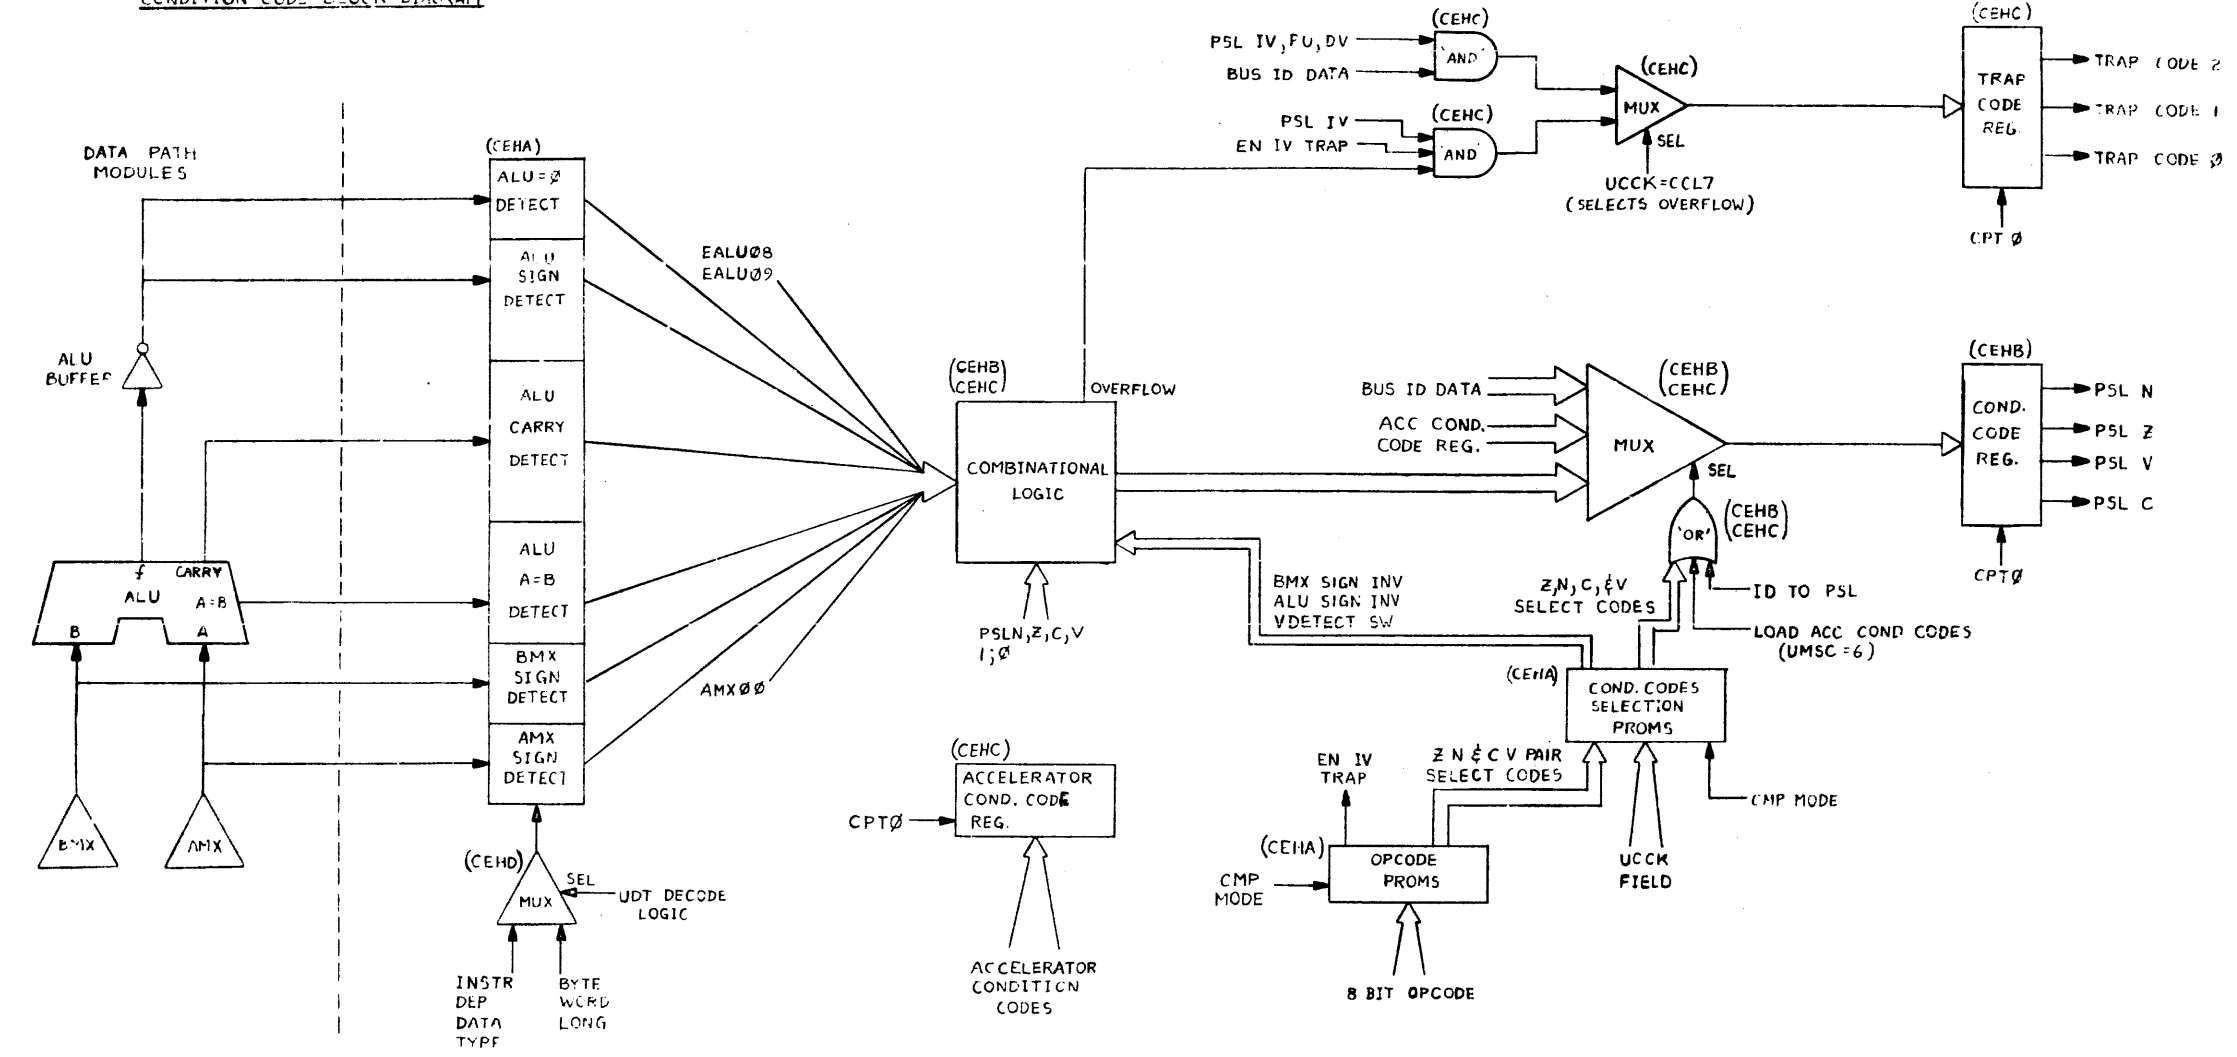 CONDITION CODE BLOCK DIAGRAM
DATA PATH
MODULES
ALU
BUFFER
f
CARRY
ALU
A=B
B
A
BMX
AMX
(CEHA)
ALU=Ø
DETECT
ALU
SIGN
DETECT
ALU
CARRY
DETECT
ALU
A=B
DETECT
BMX
SIGN
DETECT
AMX
SIGN
DETECT
(CEHD)
MUX
SEL
UDT DECODE
LOGIC
INSTR
DEP
DATA
TYPE
BYTE
WORD
LONG
EALUØ8
EALUØ9
AMXØØ
(CEHB)
(CEHC)
OVERFLOW
COMBINATIONAL
LOGIC
PSLN,Z,C,V
1;Ø
(CEHC)
ACCELERATOR
COND. CODE
REG.
CPTØ
ACCELERATOR
CONDITION
CODES
(CEHC)
PSL IV,FU,DV
BUS ID DATA
'AND'
(CEHC)
PSL IV
EN IV TRAP
'AND'
(CEHC)
MUX
SEL
UCCK=CCL7
(SELECTS OVERFLOW)
(CEHC)
TRAP
CODE
REG.
TRAP CODE 2
TRAP CODE 1
TRAP CODE Ø
CPT Ø
BUS ID DATA
ACC COND.
CODE REG.
(CEHB)
(CEHC)
MUX
SEL
(CEHB)
COND.
CODE
REG.
PSL N
PSL Z
PSL V
PSL C
CPTØ
'OR'
(CEHB)
(CEHC)
ID TO PSL
LOAD ACC COND CODES
(UMSC=6)
Z,N,C,&V
SELECT CODES
BMX SIGN INV
ALU SIGN INV
VDETECT SW
(CEHA)
COND. CODES
SELECTION
PROMS
Z N & C V PAIR
SELECT CODES
CMP MODE
UCCK
FIELD
EN IV
TRAP
(CEHA)
OPCODE
PROMS
CMP
MODE
8 BIT OPCODE